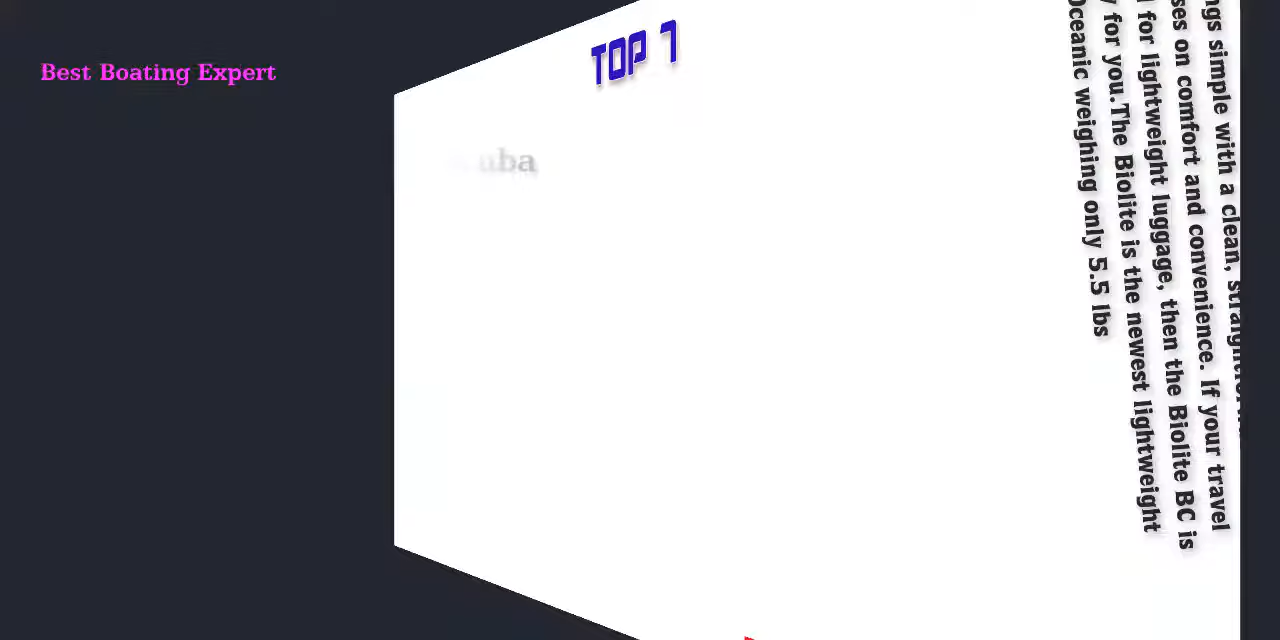 Best Boating Expert
TOP 7
uba
ngs simple with a clean,
ses on comfort and convenience. If your travel
for lightweight luggage, then the Biolite BC is
for you.The Biolite is the newest lightweight
Oceanic weighing only 5.5 lbs